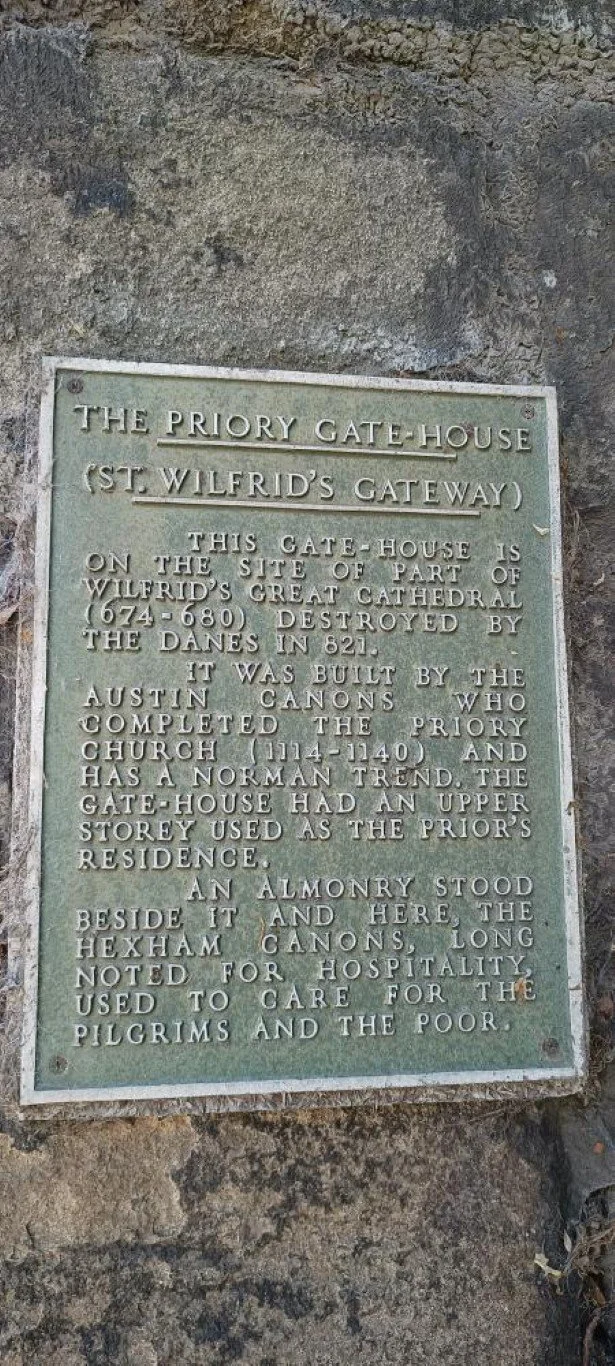 THE PRIORY GATE-HOUSE
(ST. WILFRID'S GATEWAY)
THIS GATE-HOUSE IS
ON THE SITE OF PART OF
WILFRID'S GREAT CATHEDRAL
(674-680) DESTROYED BY
THE DANES IN 821.
IT WAS BUILT BY THE
AUSTIN CANONS WHO
COMPLETED THE PRIORY
CHURCH (1114-1140) AND
HAS A NORMAN TREND. THE
GATE-HOUSE HAD AN UPPER
STOREY USED AS THE PRIOR'S
RESIDENCE.
AN ALMONRY STOOD
BESIDE IT AND HERE, THE
HEXHAM CANONS, LONG
NOTED FOR HOSPITALITY,
USED TO CARE FOR THE
PILGRIMS AND THE POOR.